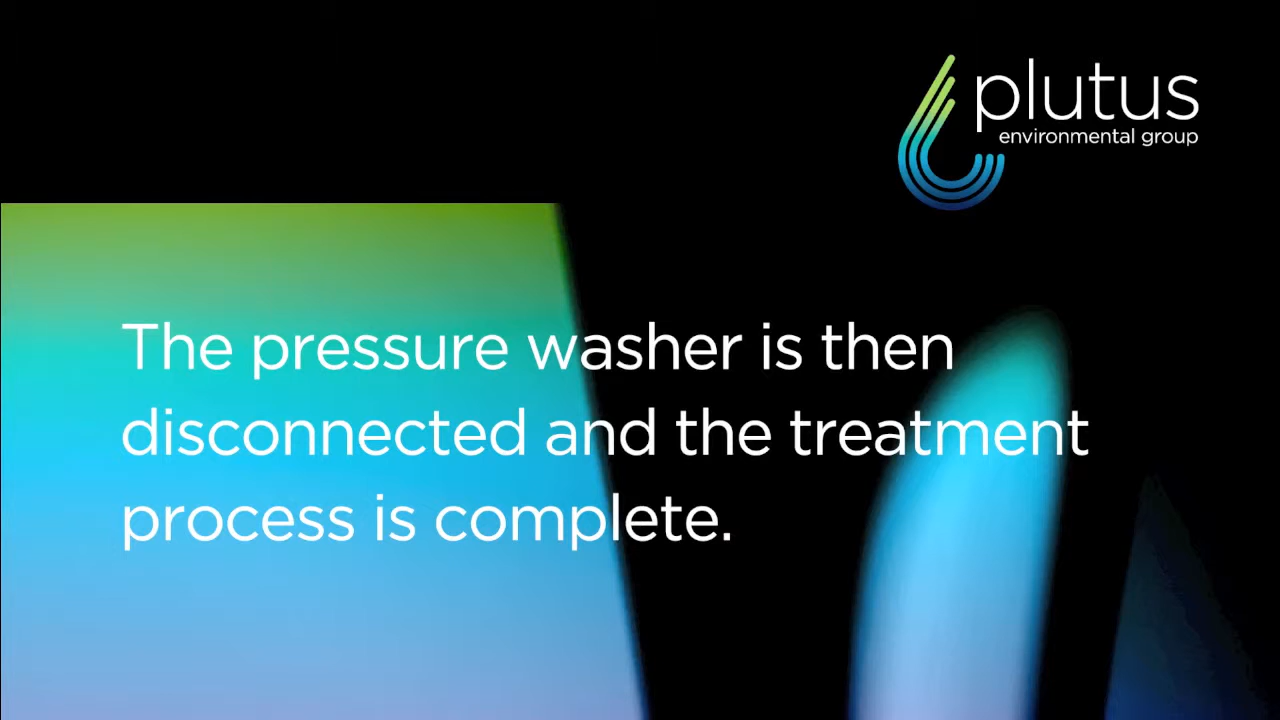 plutus
environmental group
The pressure washer is then
disconnected and the treatment
process is complete.